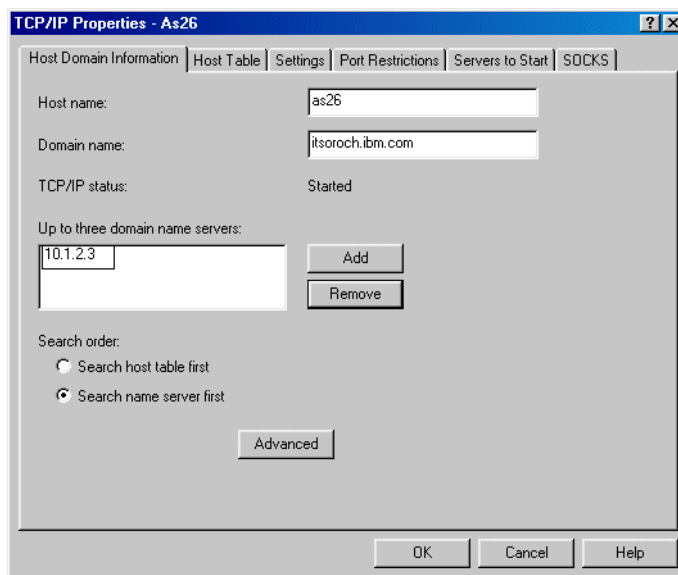 TCP/IP Properties - As26
Host Domain Information Host Table Settings Port Restrictions Servers to Start SOCKS
Host name: as26
Domain name: itsoroch.ibm.com
TCP/IP status: Started
Up to three domain name servers:
10.1.2.3
Add
Remove
Search order:
Search host table first
Search name server first
Advanced
OK Cancel Help